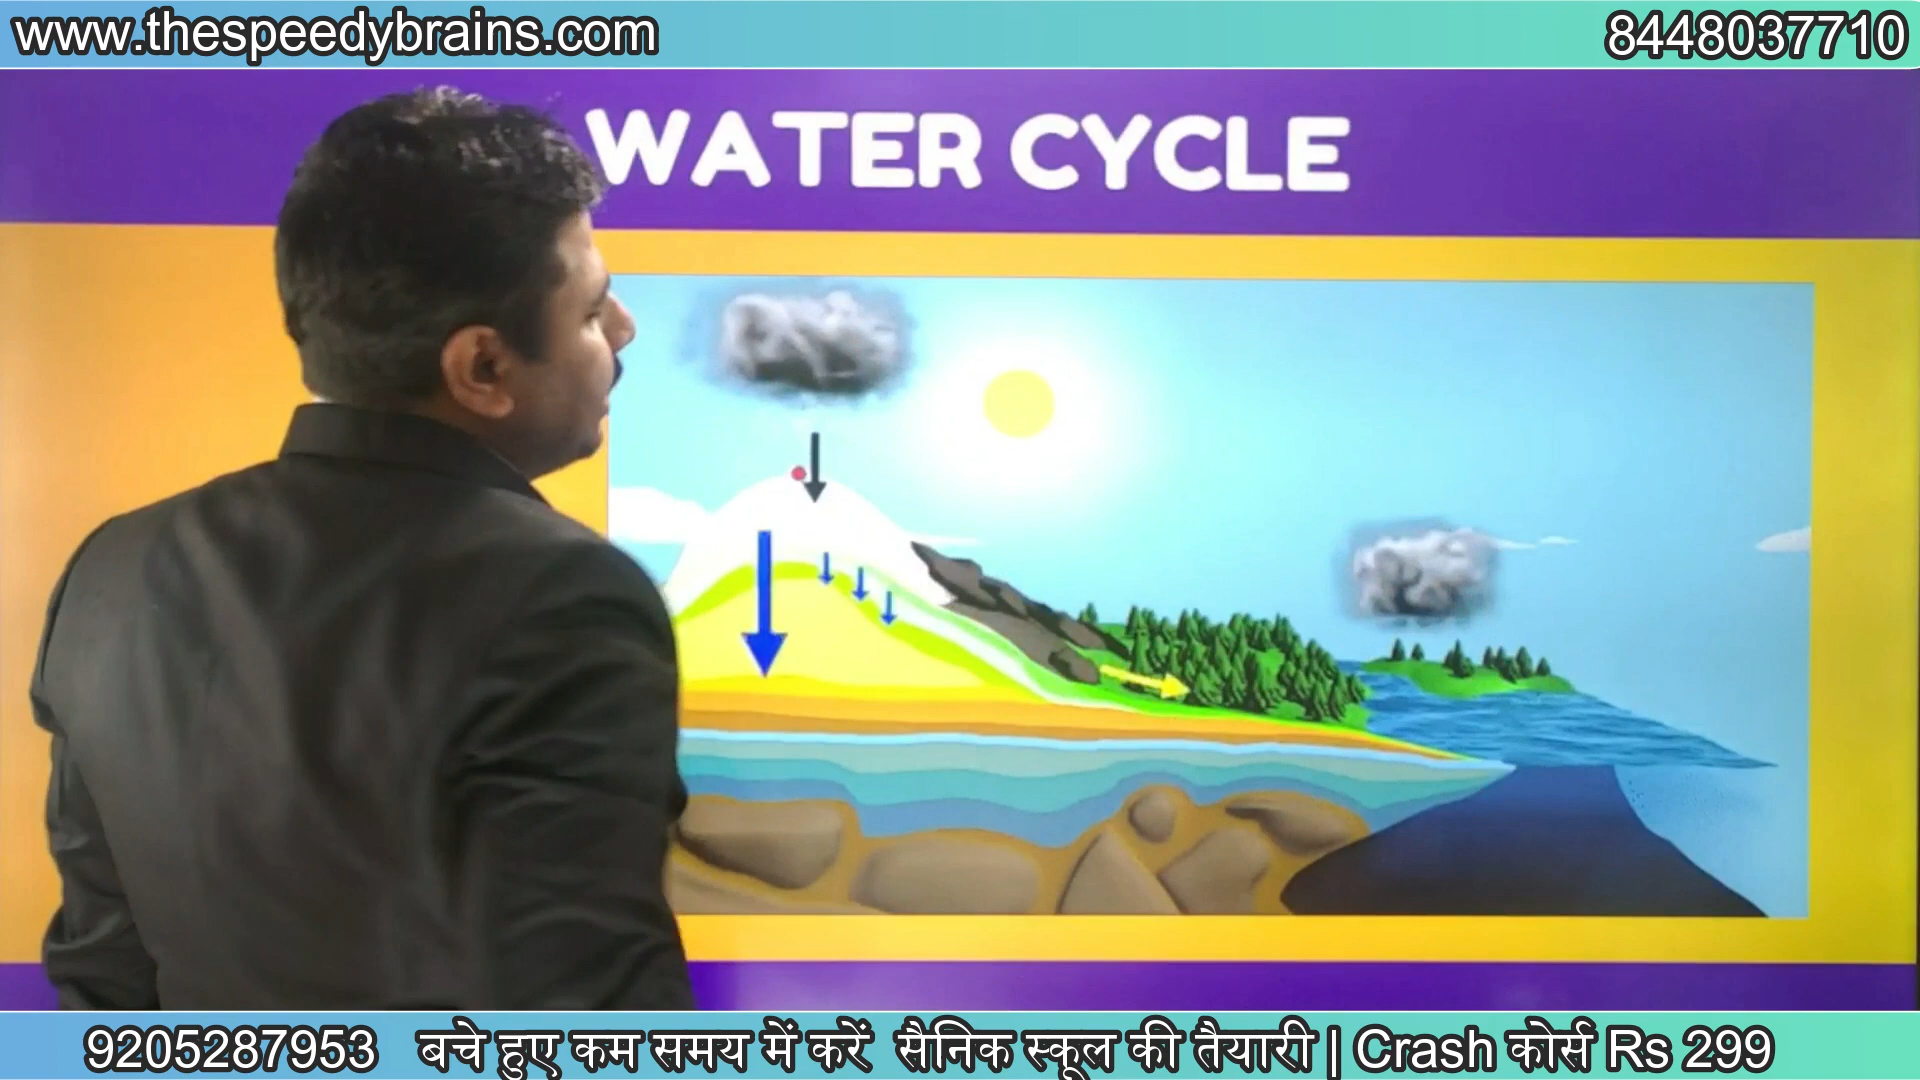 www.thespeedybrains.com
8448037710
WATER CYCLE
9205287953 बचे हुए कम समय में करें सैनिक स्कूल की तैयारी | Crash कोर्स Rs 299